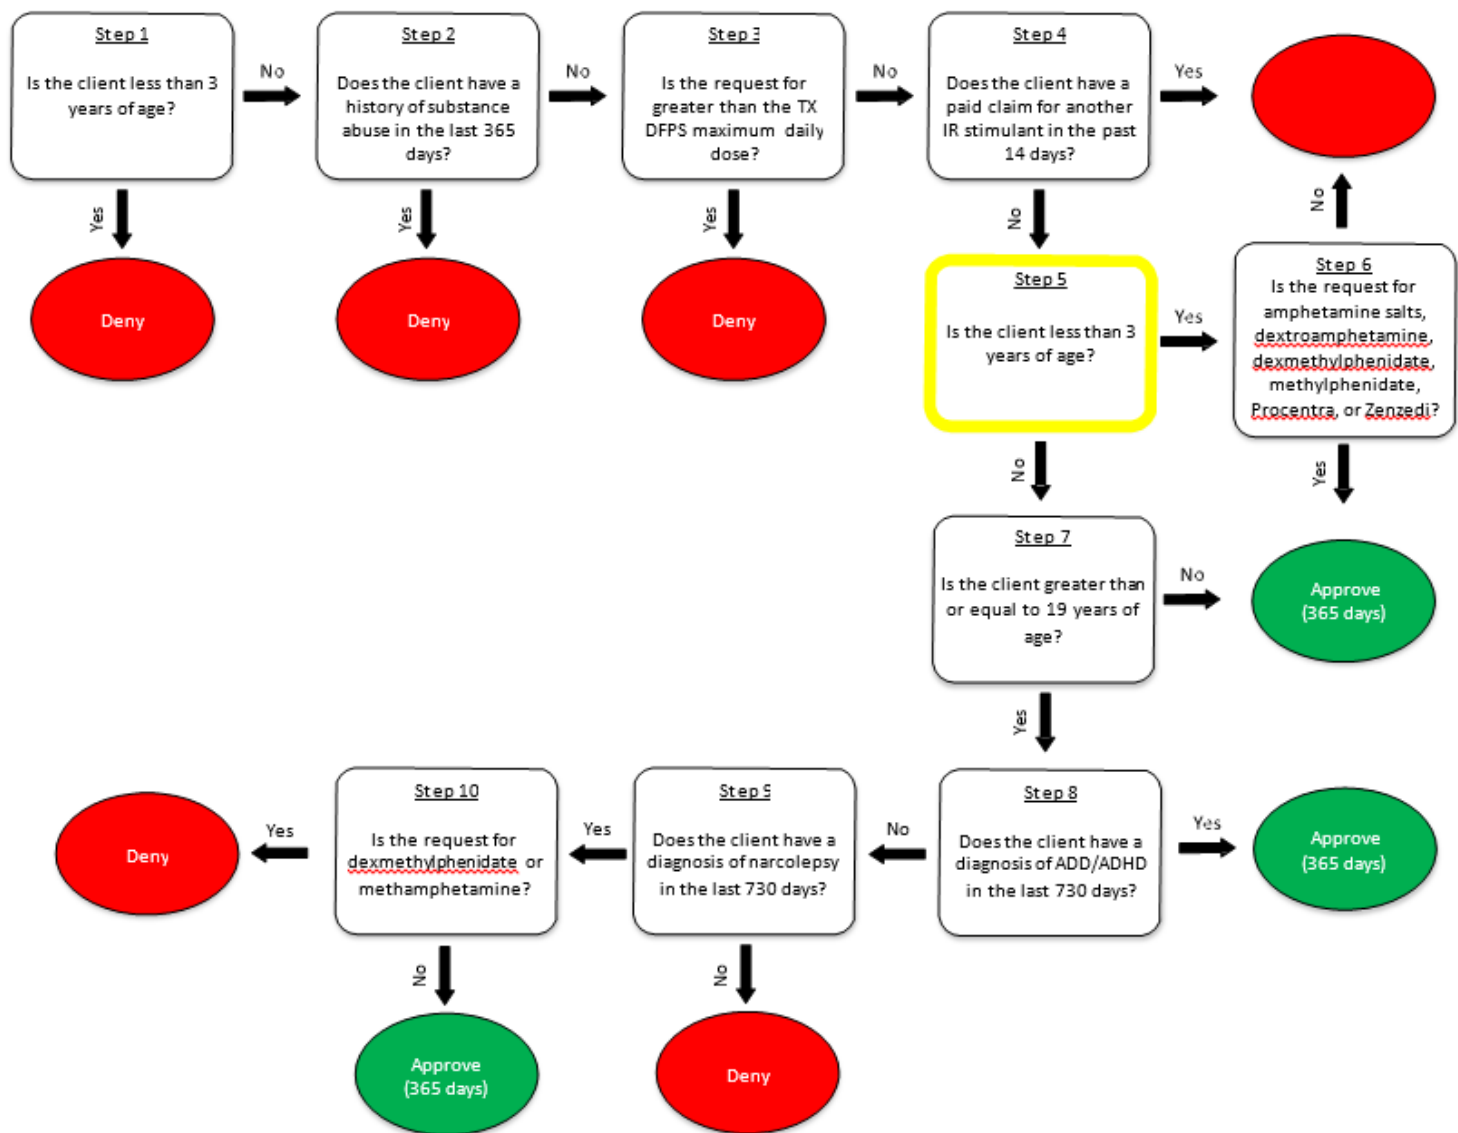 Step 1
Is the client less than 3
years of age?
No
Yes
Deny
Step 2
Does the client have a
history of substance
abuse in the last 365
days?
No
Yes
Deny
Step 3
Is the request for
greater than the TX
DFPS maximum daily
dose?
No
Yes
Deny
Step 4
Does the client have a
paid claim for another
IR stimulant in the past
14 days?
Yes
No
Step 5
Is the client less than 3
years of age?
Yes
No
Step 6
Is the request for
amphetamine salts,
dextroamphetamine,
dexmethylphenidate,
methylphenidate,
Procentra, or Zenzedi?
No
Yes
Step 7
Is the client greater than
or equal to 19 years of
age?
No
Approve
(365 days)
Yes
Step 8
Does the client have a
diagnosis of ADD/ADHD
in the last 730 days?
Yes
Approve
(365 days)
No
Step 9
Does the client have a
diagnosis of narcolepsy
in the last 730 days?
Yes
No
Deny
Step 10
Is the request for
dexmethylphenidate or
methamphetamine?
Yes
Deny
No
Approve
(365 days)